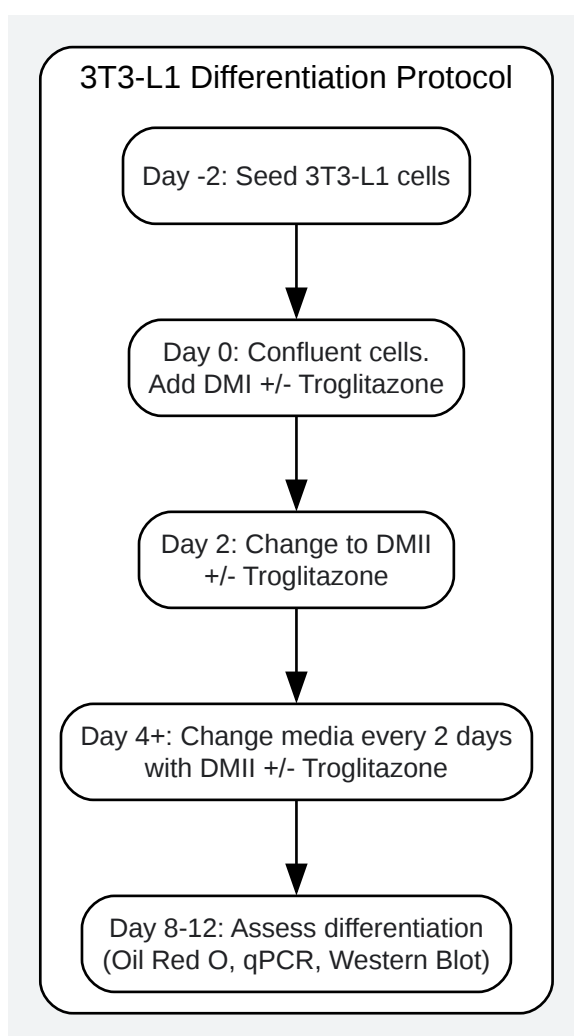 3T3-L1 Differentiation Protocol
Day -2: Seed 3T3-L1 cells
Day 0: Confluent cells.
Add DMI +/- Troglitazone
Day 2: Change to DMII
+/- Troglitazone
Day 4+: Change media every 2 days
with DMII +/- Troglitazone
Day 8-12: Assess differentiation
(Oil Red O, qPCR, Western Blot)